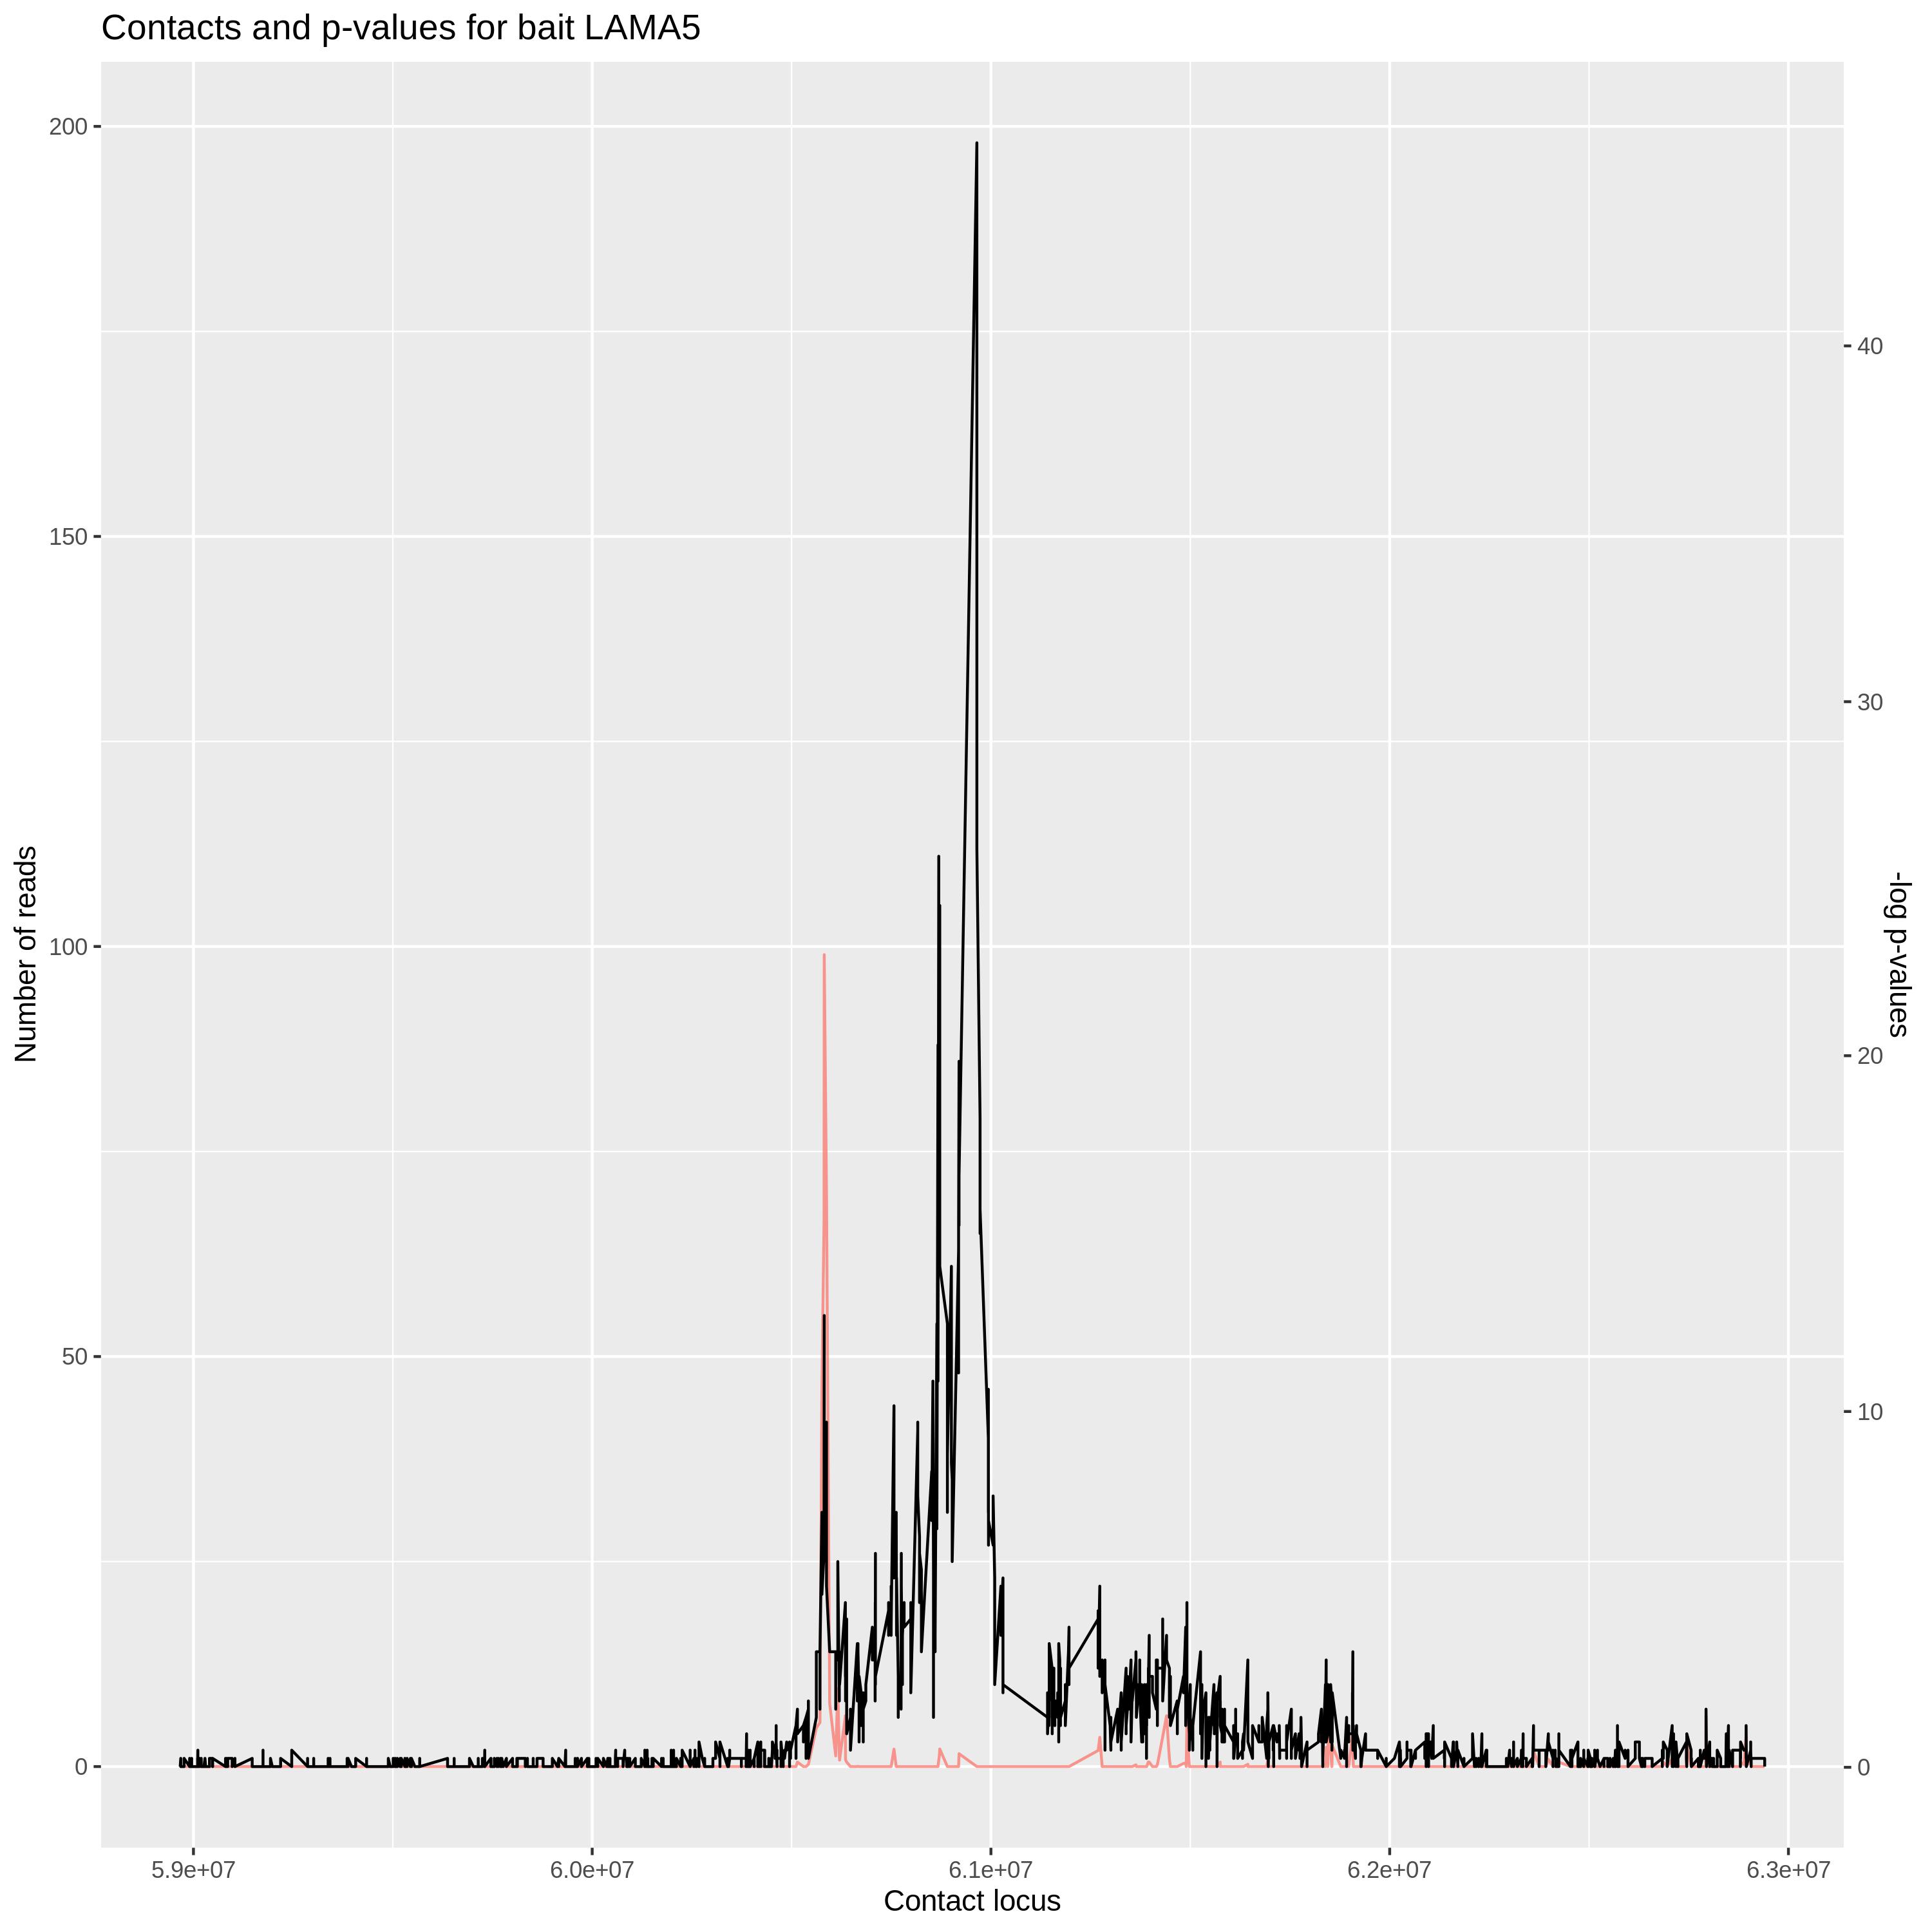 Contacts and p-values for bait LAMA5
200
150
100
50
0
Number of reads
40
30
20
10
0
-log p-values
5.9e+07
6.0e+07
6.1e+07
6.2e+07
6.3e+07
Contact locus